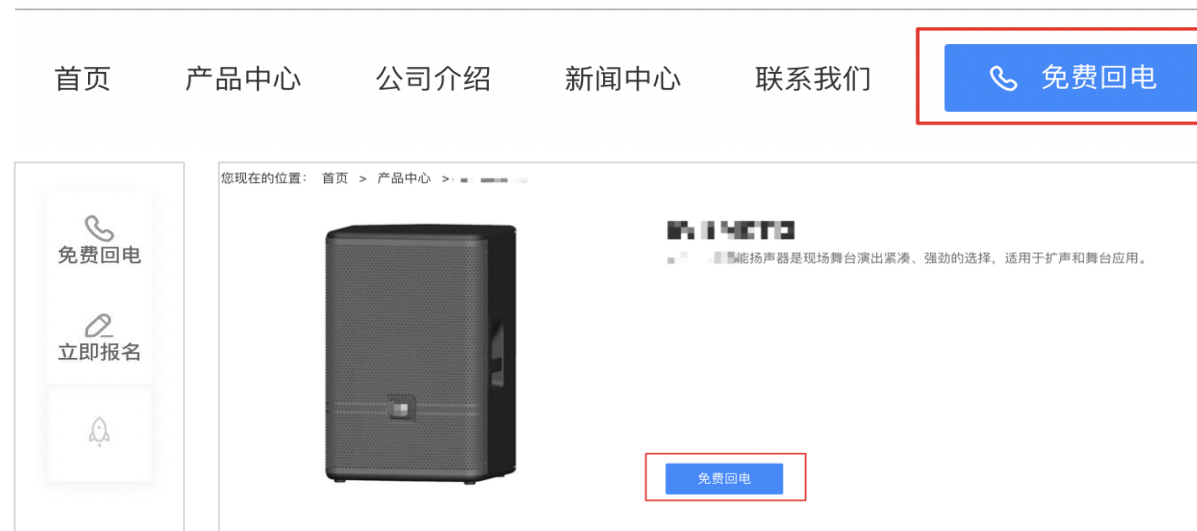 首页 产品中心 公司介绍 新闻中心 联系我们 免费回电
免费回电
立即报名
您现在的位置： 首页 > 产品中心 >
能扬声器是现场舞台演出紧凑、强劲的选择，适用于扩声和舞台应用。
免费回电